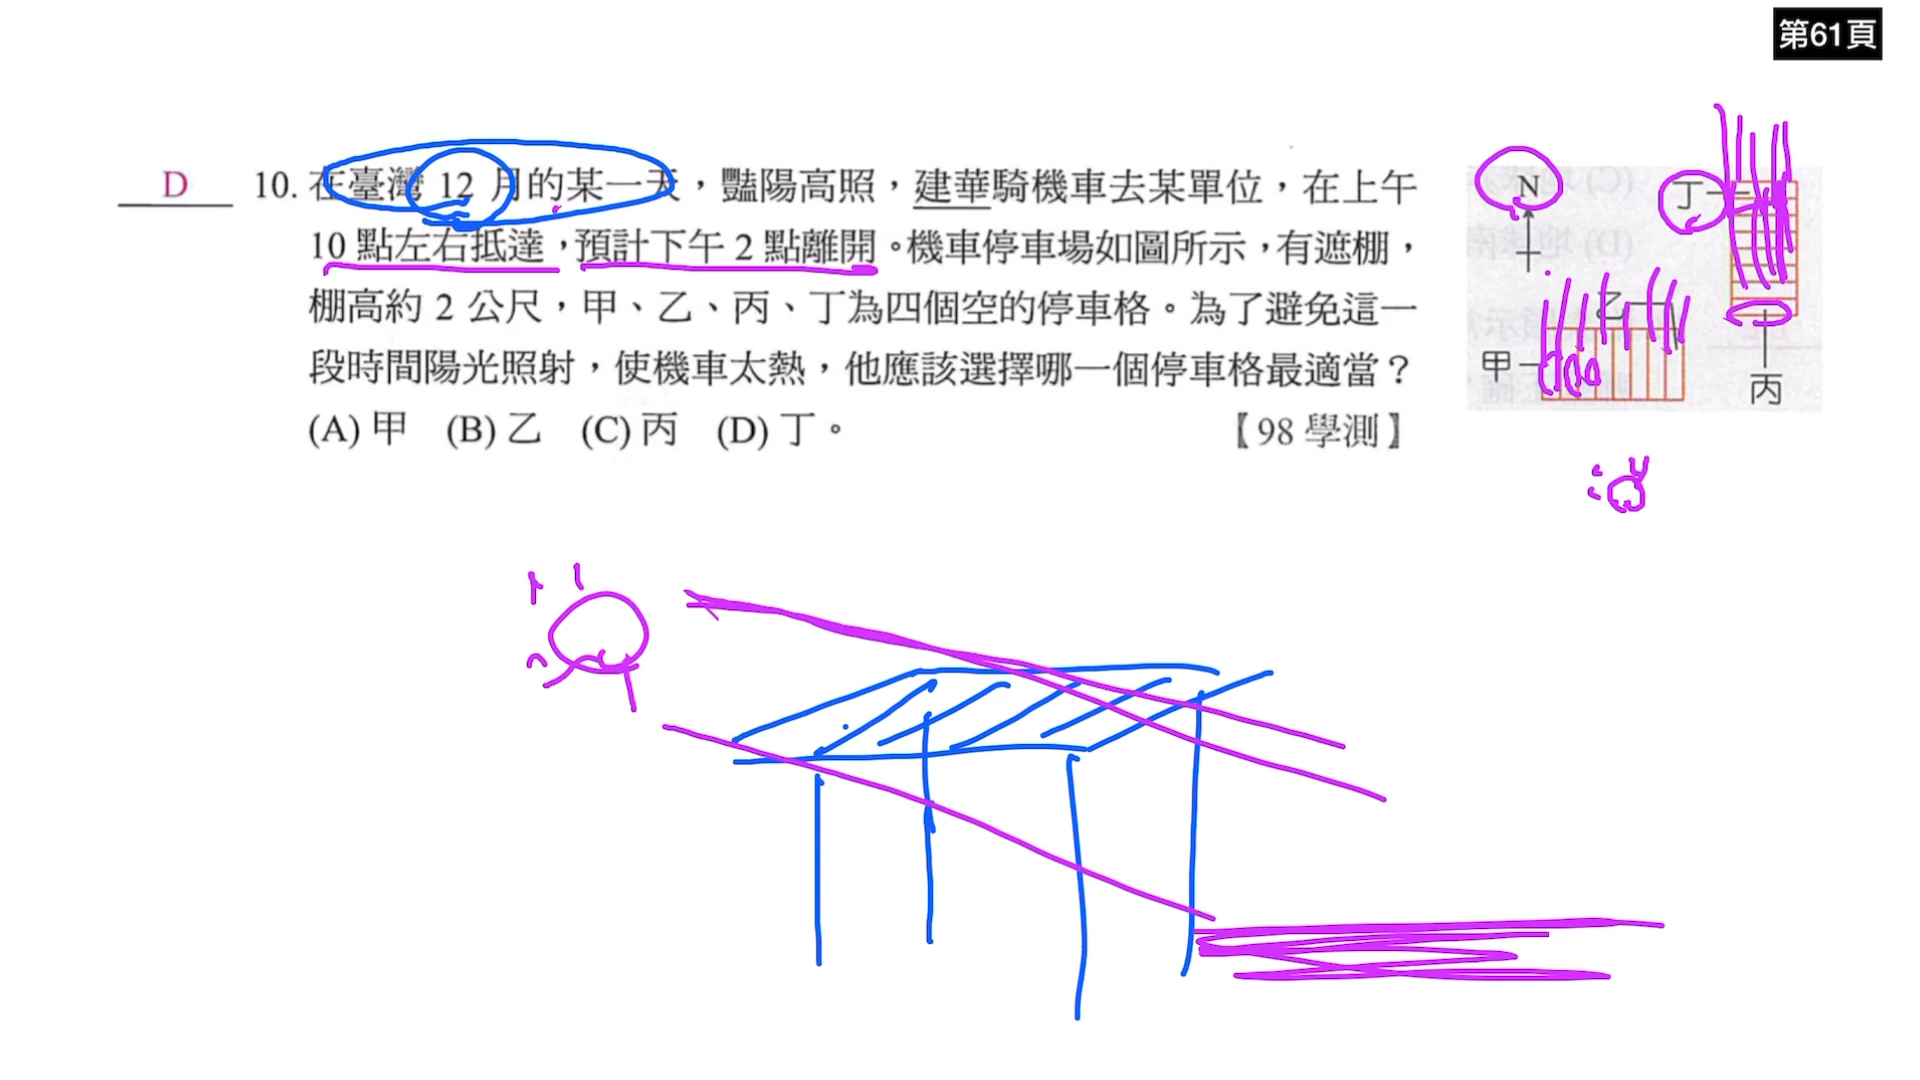 第61頁
D 10. 在臺灣 12 月的某一天，豔陽高照，建華騎機車去某單位，在上午
10 點左右抵達，預計下午 2 點離開。機車停車場如圖所示，有遮棚，
棚高約 2 公尺，甲、乙、丙、丁為四個空的停車格。為了避免這一
段時間陽光照射，使機車太熱，他應該選擇哪一個停車格最適當？
(A) 甲 (B) 乙 (C) 丙 (D) 丁。 【98 學測】
N
丁
乙
甲
丙